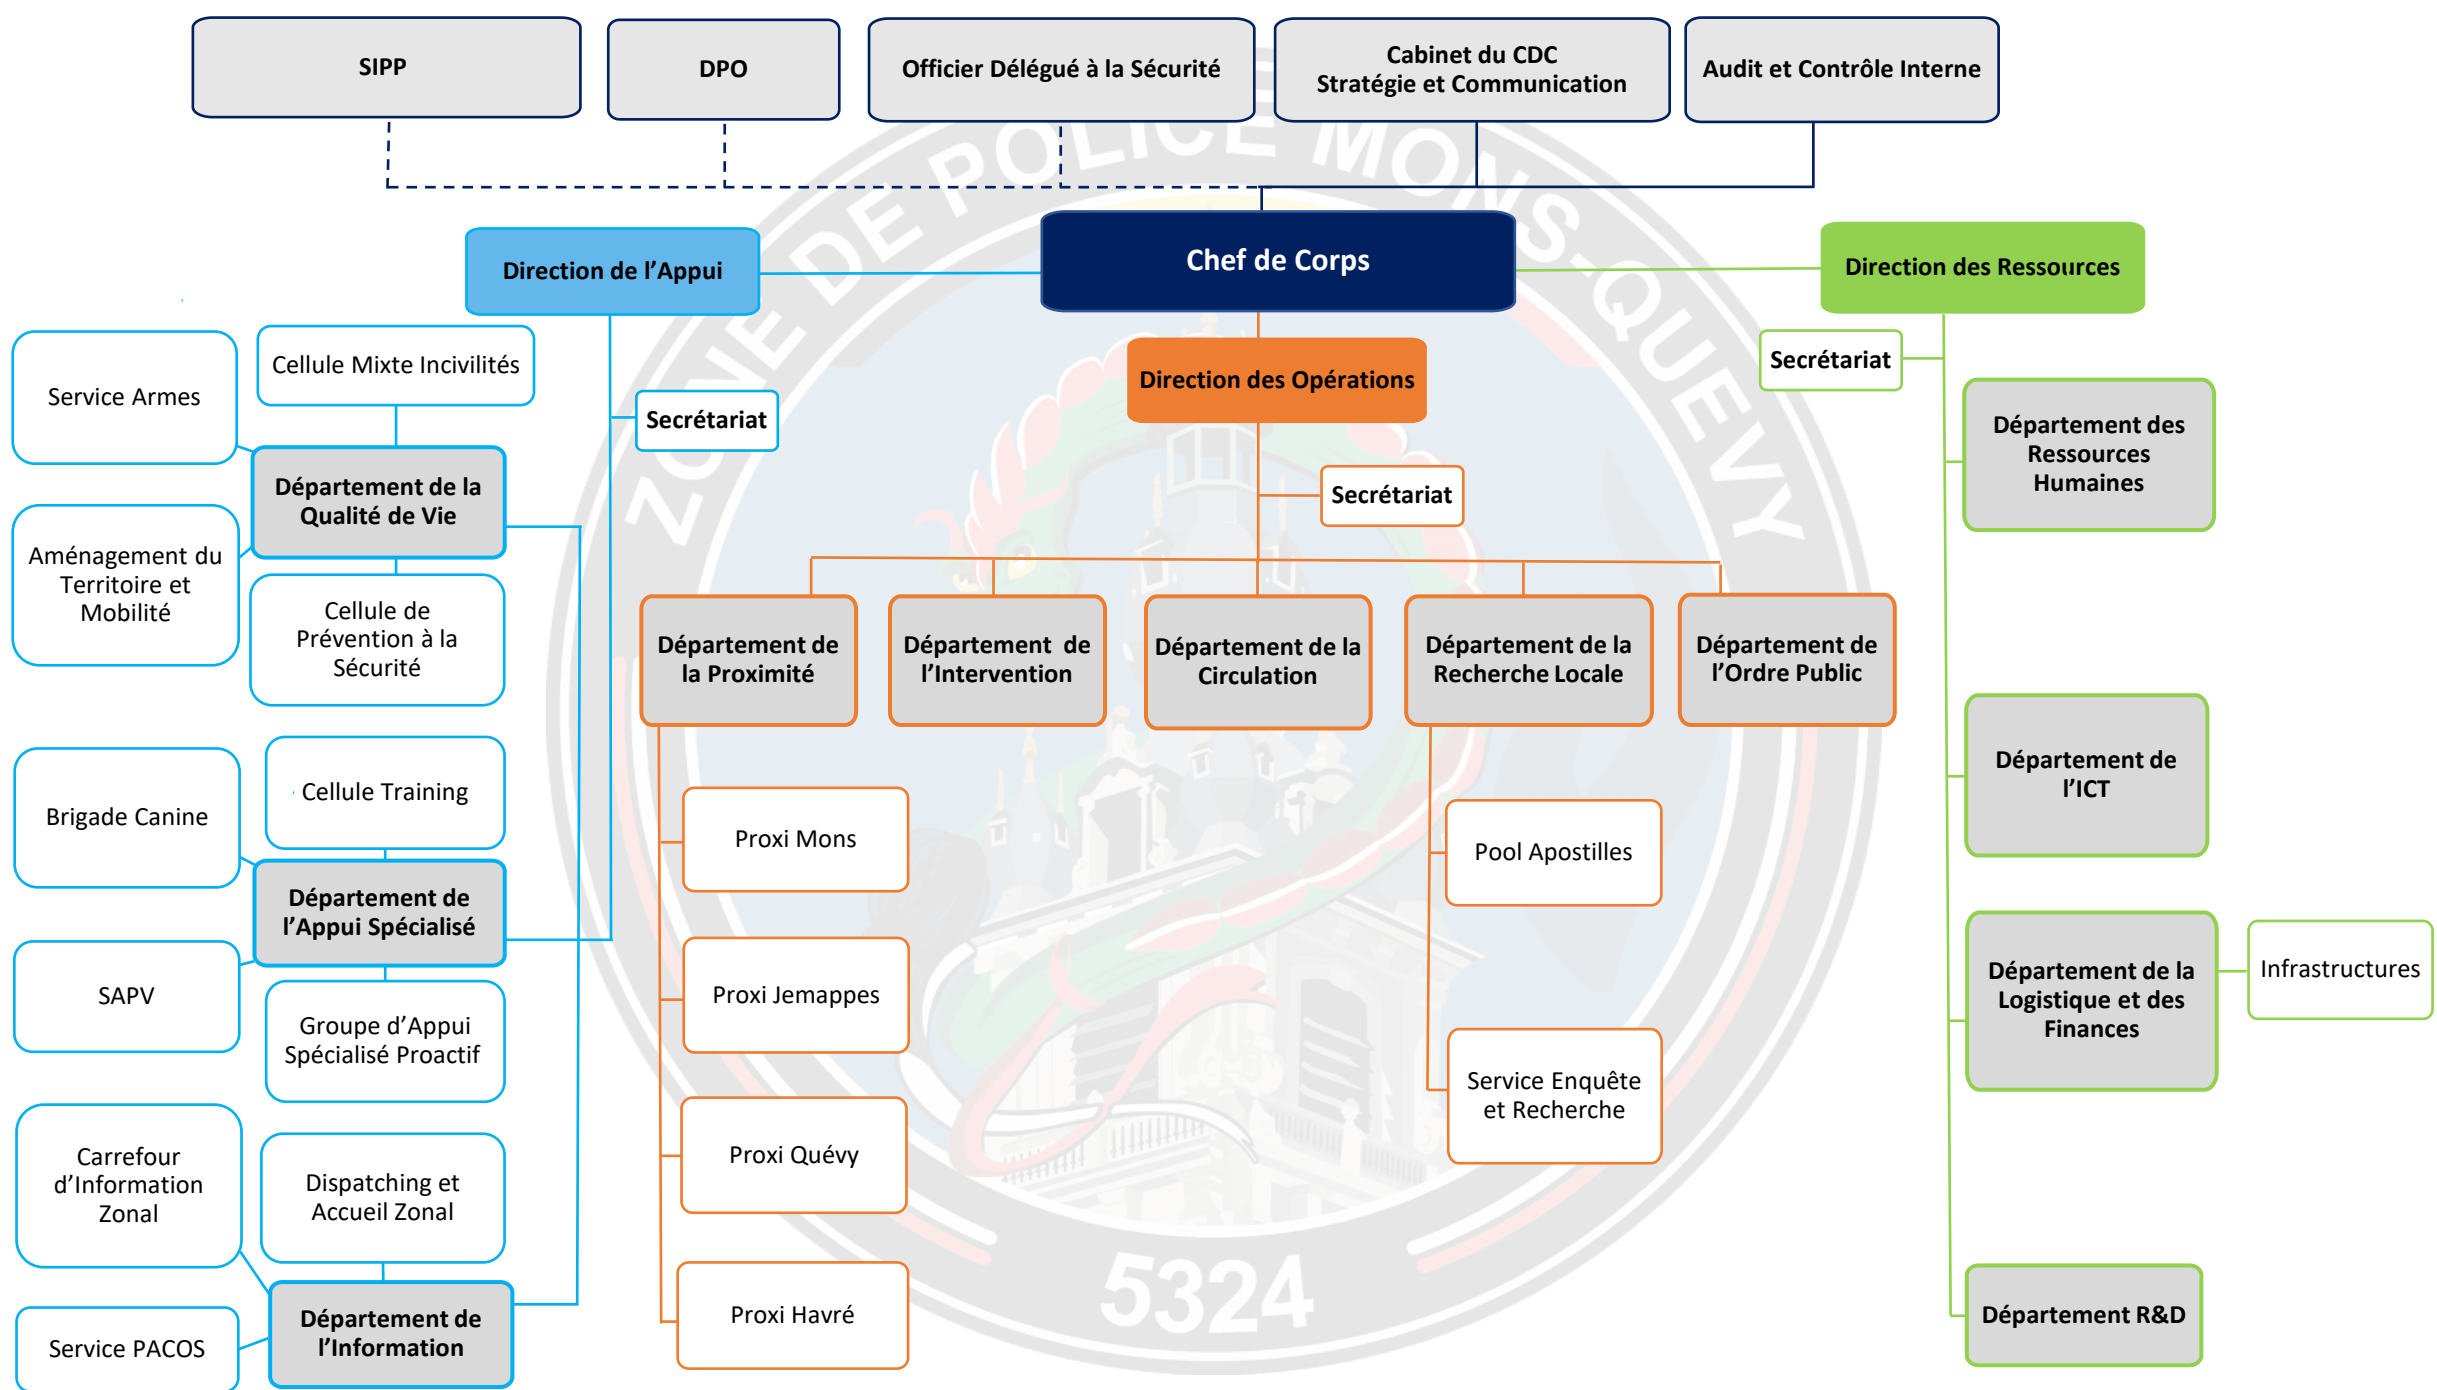 SIPP
DPO
Officier Délégué à la Sécurité
Cabinet du CDC
Stratégie et Communication
Audit et Contrôle Interne
ZONE DE POLICE MONS-QUEVY
Chef de Corps
Direction de l’Appui
Direction des Ressources
Direction des Opérations
Secrétariat
Secrétariat
Secrétariat
Service Armes
Cellule Mixte Incivilités
Département de la
Qualité de Vie
Aménagement du
Territoire et
Mobilité
Cellule de
Prévention à la
Sécurité
Brigade Canine
Cellule Training
Département de
l’Appui Spécialisé
SAPV
Groupe d’Appui
Spécialisé Proactif
Carrefour
d’Information
Zonal
Dispatching et
Accueil Zonal
Département de
l’Information
Service PACOS
Département de
la Proximité
Département  de
l’Intervention
Département de la
Circulation
Département de la
Recherche Locale
Département de
l’Ordre Public
Proxi Mons
Proxi Jemappes
Proxi Quévy
Proxi Havré
Pool Apostilles
Service Enquête
et Recherche
Département des
Ressources
Humaines
Département de
l’ICT
Département de la
Logistique et des
Finances
Infrastructures
Département R&D
5324